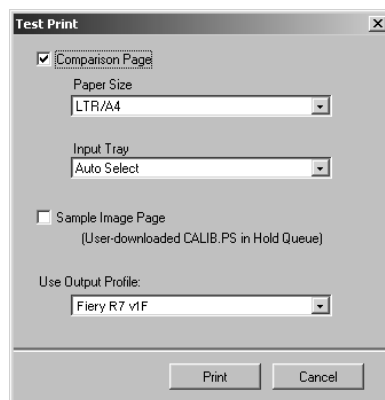 Test Print
Comparison Page
Paper Size
LTR/A4
Input Tray
Auto Select
Sample Image Page
(User-downloaded CALIB.PS in Hold Queue)
Use Output Profile:
Fiery R7 v1F
Print Cancel